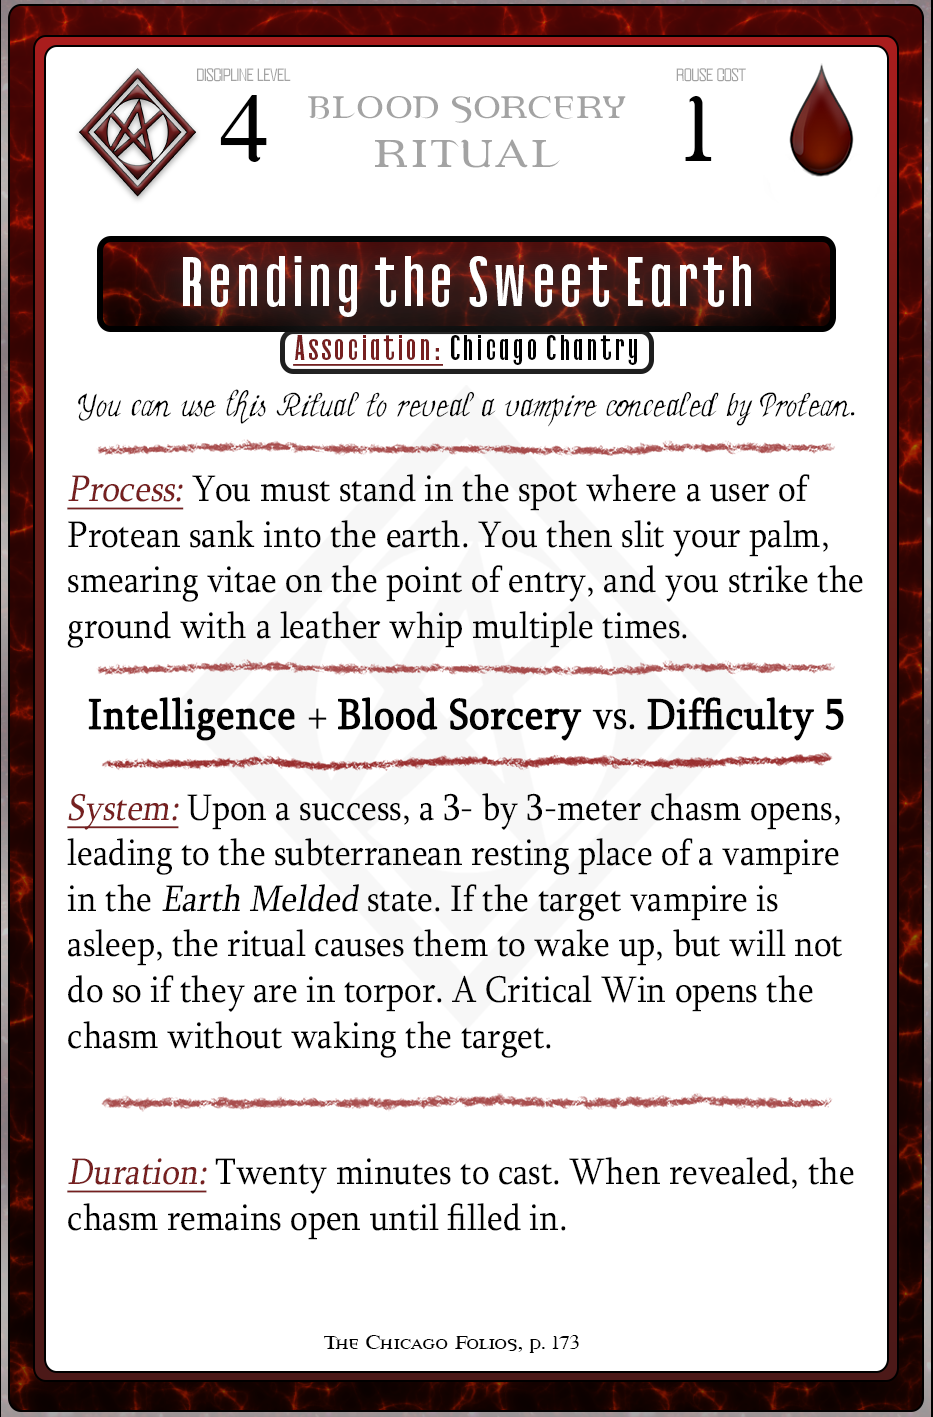 DISCIPLINE LEVEL
4
BLOOD SORCERY
RITUAL
ROUSE COST
1
Rending the Sweet Earth
Association: Chicago Chantry
You can use this Ritual to reveal a vampire concealed by Protean.
Process: You must stand in the spot where a user of
Protean sank into the earth. You then slit your palm,
smearing vitae on the point of entry, and you strike the
ground with a leather whip multiple times.
Intelligence + Blood Sorcery vs. Difficulty 5
System: Upon a success, a 3- by 3-meter chasm opens,
leading to the subterranean resting place of a vampire
in the Earth Melded state. If the target vampire is
asleep, the ritual causes them to wake up, but will not
do so if they are in torpor. A Critical Win opens the
chasm without waking the target.
Duration: Twenty minutes to cast. When revealed, the
chasm remains open until filled in.
The Chicago Folios, p. 173